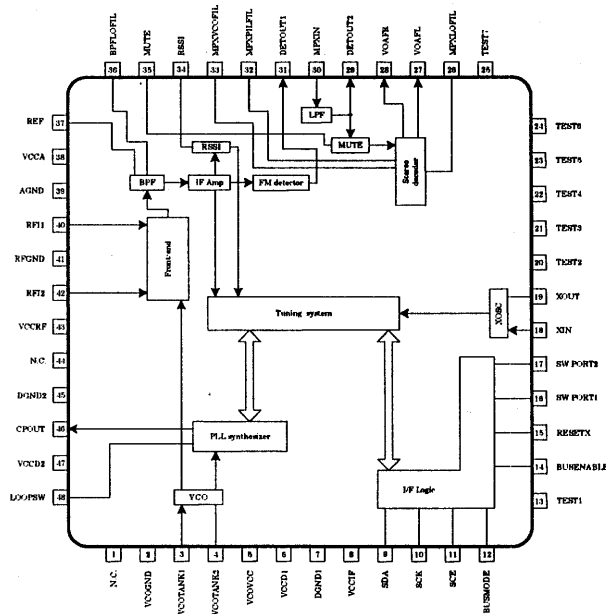 BPFLOFIL
MUTE
RSSI
MPXVCOFIL
MPXPILFIL
DETOUT1
MPXIN
DETOUT2
VOAFR
VOAFL
MPXLOFIL
TEST7
36
35
34
33
32
31
30
29
28
27
26
25
REF 37
VCCA 38
AGND 39
RFI1 40
RFGND 41
RFI2 42
VCCRF 43
N.C. 44
DGND2 45
CPOUT 46
VCCD2 47
LOOPSW 48
LPF
RSSI
MUTE
Stereo decoder
BPF
IF Amp
FM detector
Front-end
Tuning system
XOSC
PLL synthesizer
VCO
I/F Logic
24 TEST6
23 TEST5
22 TEST4
21 TEST3
20 TEST2
19 XOUT
18 XIN
17 SW PORT2
16 SW PORT1
15 RESETX
14 BUSENABLE
13 TEST1
1
2
3
4
5
6
7
8
9
10
11
12
N.C.
VCOGND
VCOTANK1
VCOTANK2
VCOVCC
VCCD1
DGND1
VCCIF
SDA
SCK
SCE
BUSMODE